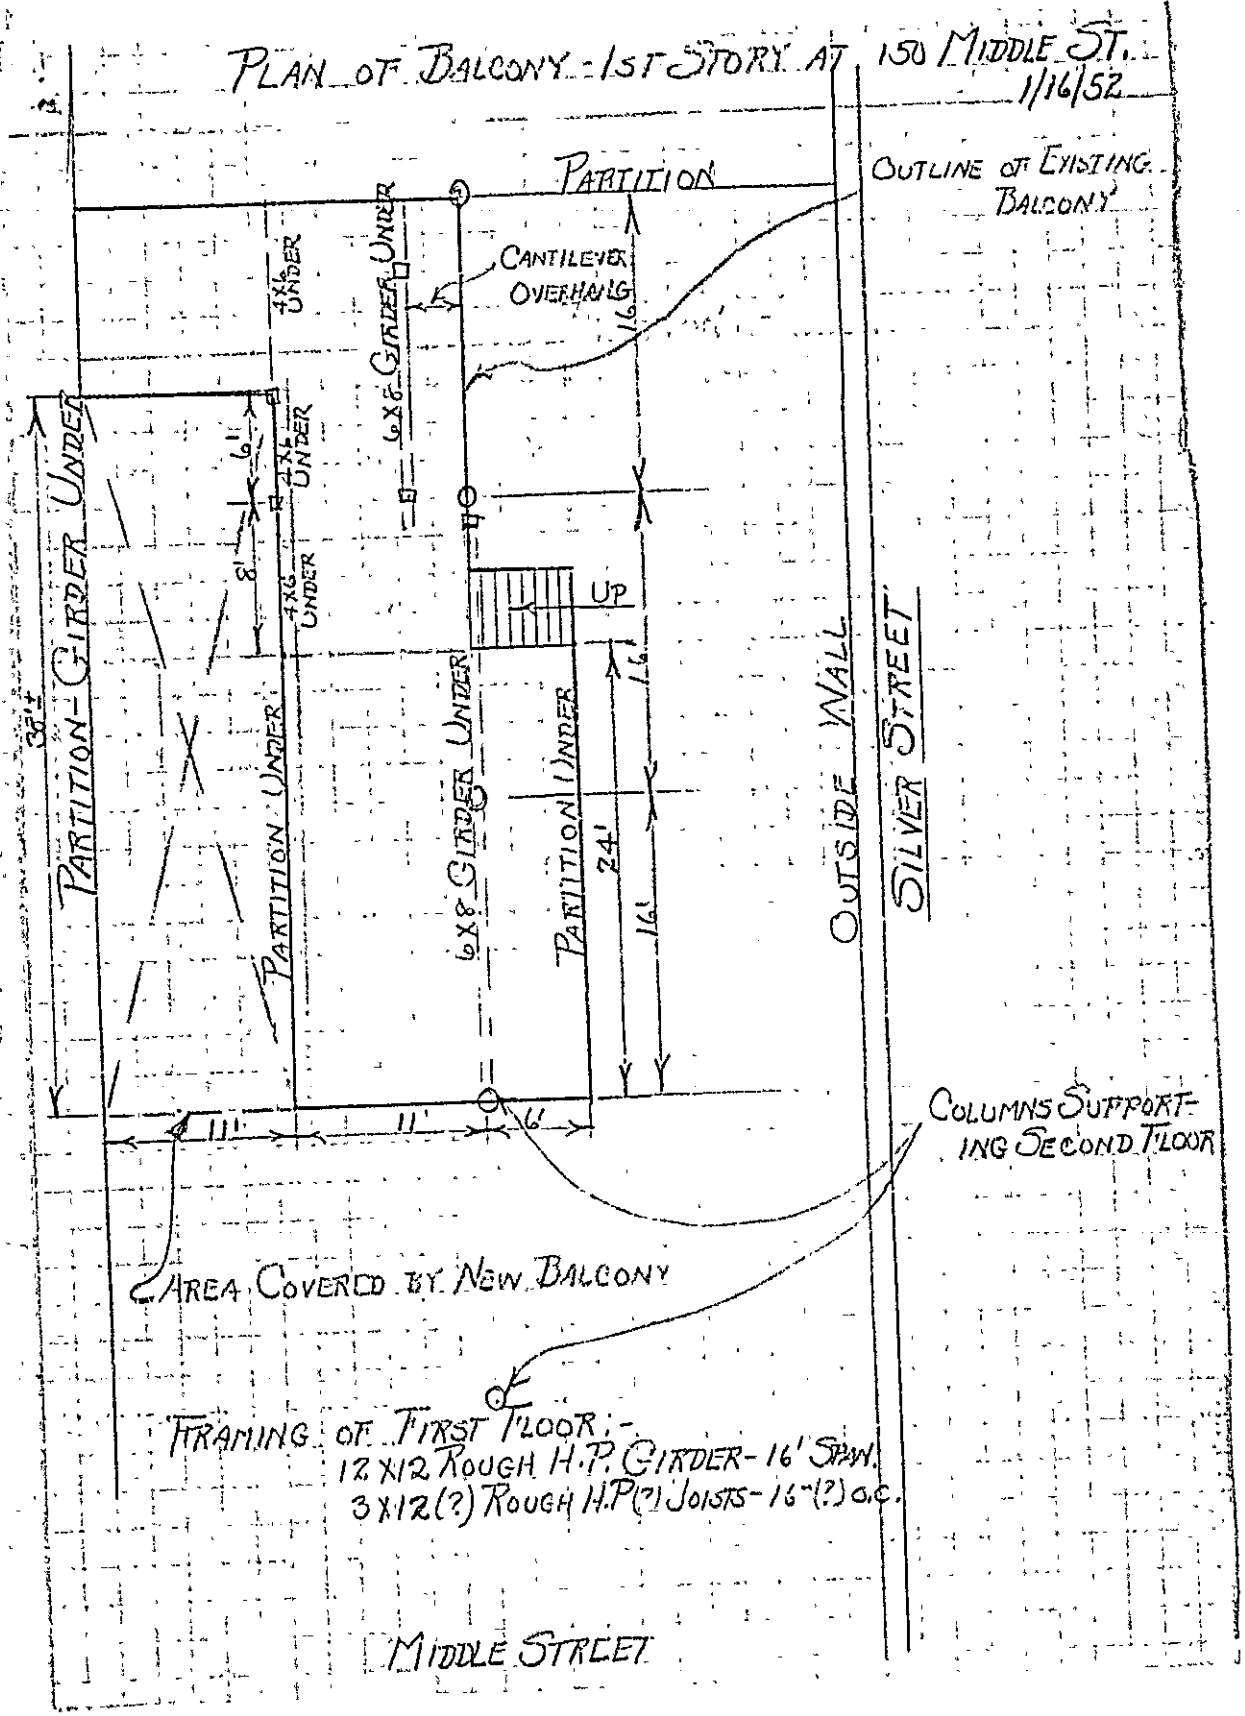 PLAN OF BALCONY - 1ST STORY AT 150 MIDDLE ST.
1/16/52
PARTITION
OUTLINE OF EXISTING
BALCONY
CANTILEVER
OVERHANG
4X6
UNDER
6X8 GIRDER UNDER
16'
PARTITION-GIRDER UNDER
6'
4X6
UNDER
8'
4X6
UNDER
UP
16'
PARTITION UNDER
6X8 GIRDER UNDER
PARTITION UNDER
24'
16'
OUTSIDE WALL
SILVER STREET
11'
11'
6'
COLUMNS SUPPORT-
ING SECOND FLOOR
AREA COVERED BY NEW BALCONY
FRAMING OF FIRST FLOOR:-
12X12 ROUGH H.P. GIRDER-16' SPAN.
3X12(?) ROUGH H.P(?) JOISTS-16"(?) O.C.
MIDDLE STREET